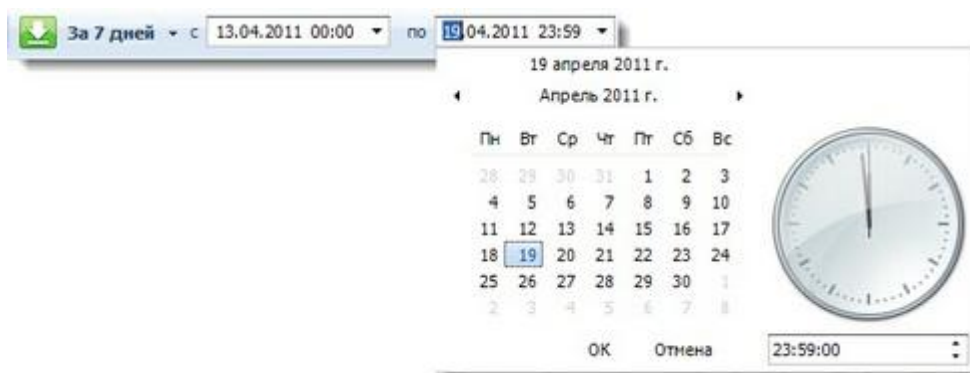 За 7 дней с 13.04.2011 00:00 по 19.04.2011 23:59
19 апреля 2011 г.
Апрель 2011 г.
Пн Вт Ср Чт Пт Сб Вс
28 29 30 31 1 2 3
4 5 6 7 8 9 10
11 12 13 14 15 16 17
18 19 20 21 22 23 24
25 26 27 28 29 30 1
2 3 4 5 6 7 8
ОК Отмена 23:59:00